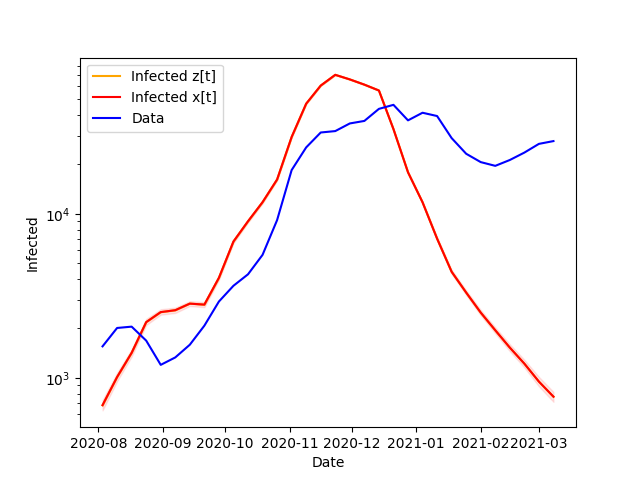 Infected z[t]
Infected x[t]
Data
Infected
10^4
10^3
2020-08 2020-09 2020-10 2020-11 2020-12 2021-01 2021-02 2021-03
Date